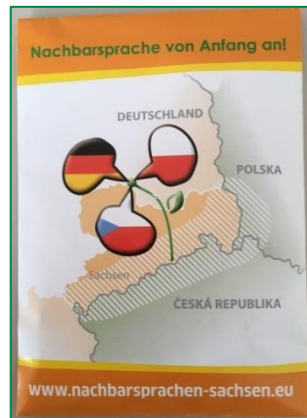 Nachbarsprache von Anfang an!
DEUTSCHLAND
POLSKA
Sachsen
ČESKÁ REPUBLIKA
www.nachbarsprachen-sachsen.eu